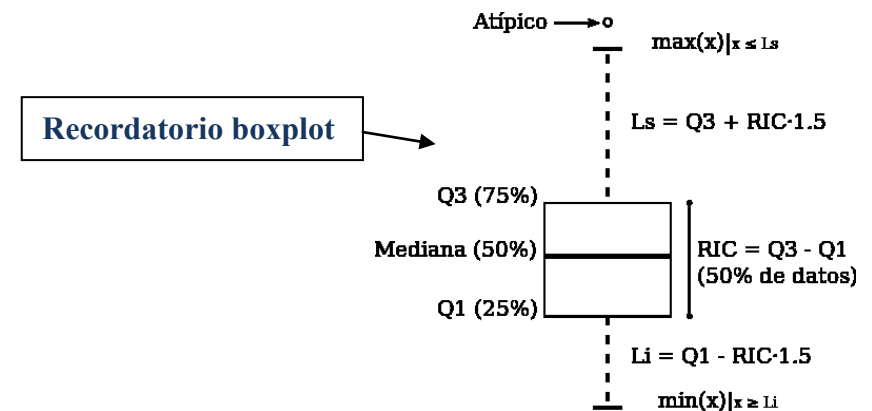 Atípico
max(x)|x ≤ Ls
Recordatorio boxplot
Ls = Q3 + RIC·1.5
Q3 (75%)
Mediana (50%)
RIC = Q3 - Q1
(50% de datos)
Q1 (25%)
Li = Q1 - RIC·1.5
min(x)|x ≥ Li